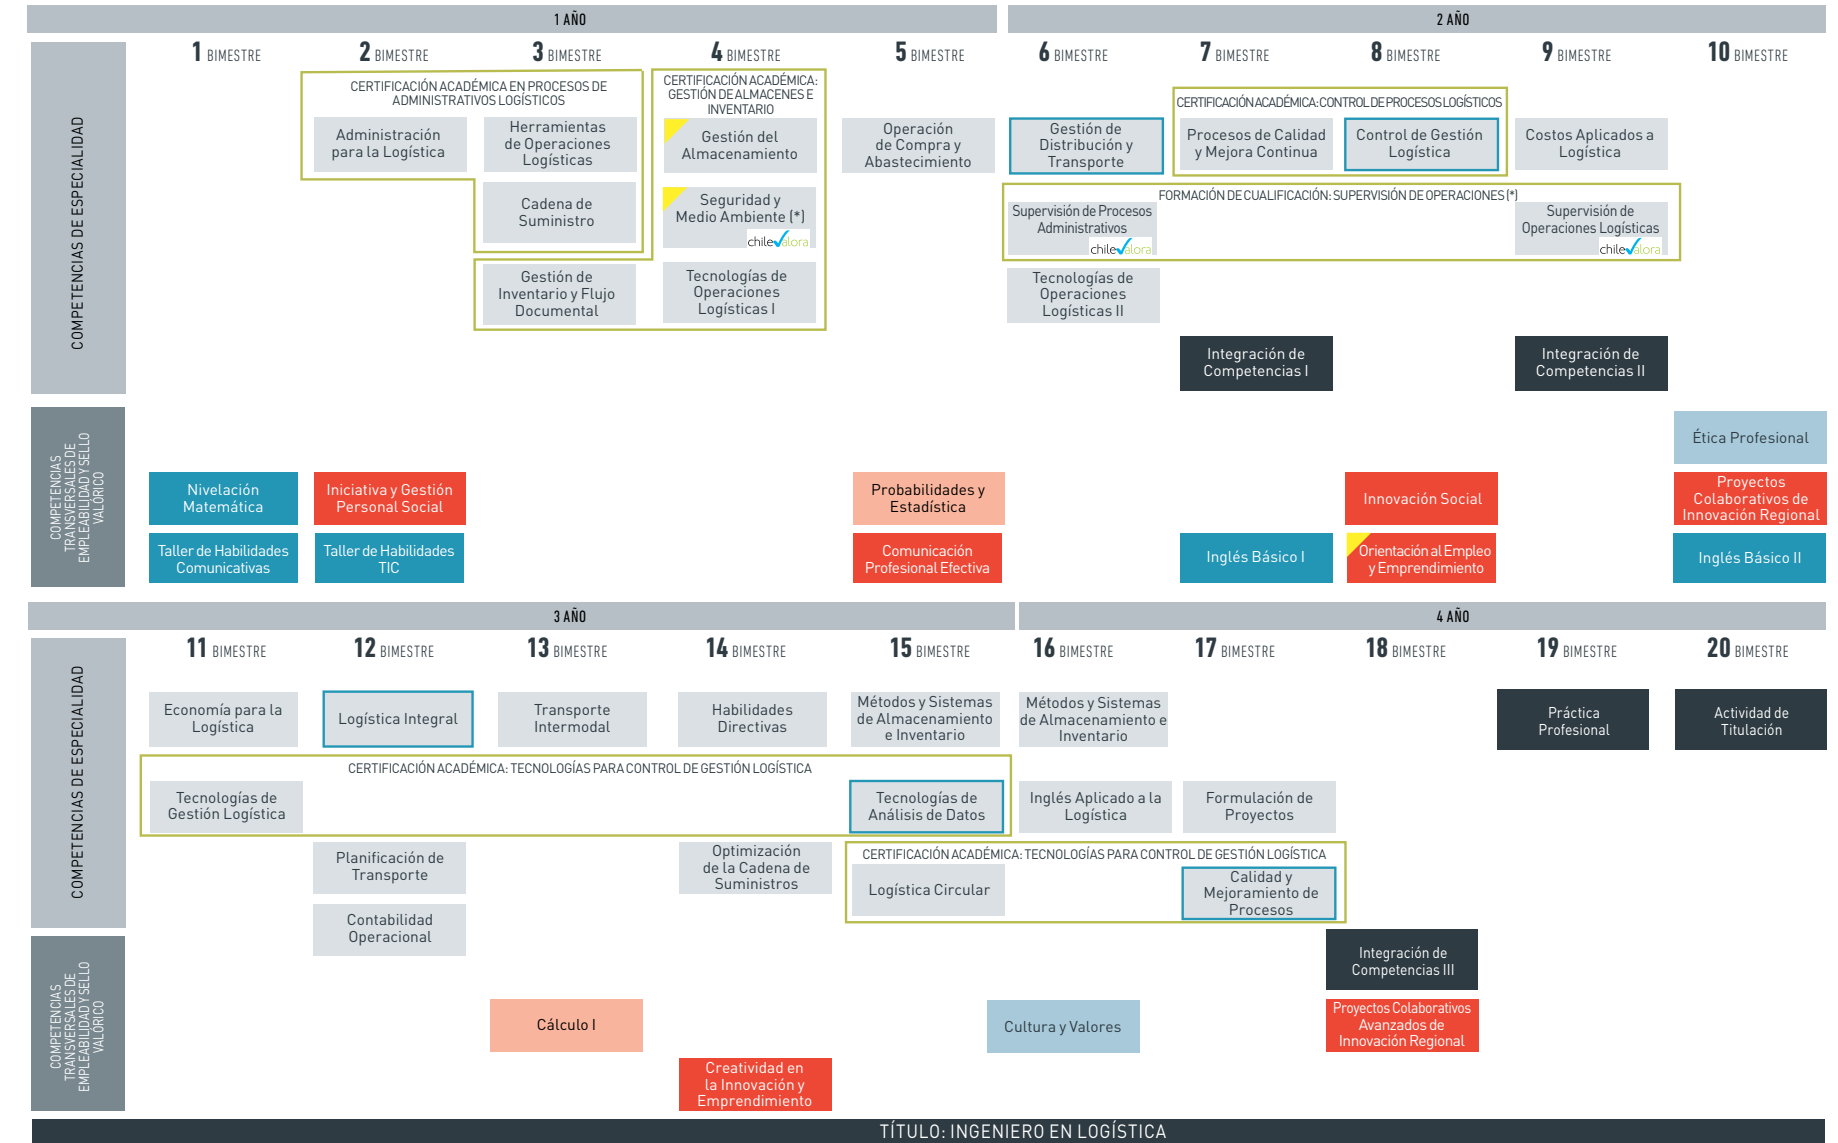 1 AÑO
2 AÑO
1 BIMESTRE
2 BIMESTRE
3 BIMESTRE
4 BIMESTRE
5 BIMESTRE
6 BIMESTRE
7 BIMESTRE
8 BIMESTRE
9 BIMESTRE
10 BIMESTRE
COMPETENCIAS DE ESPECIALIDAD
CERTIFICACIÓN ACADÉMICA EN PROCESOS DE
ADMINISTRATIVOS LOGÍSTICOS
CERTIFICACIÓN ACADÉMICA:
GESTIÓN DE ALMACENES E
INVENTARIO
CERTIFICACIÓN ACADÉMICA: CONTROL DE PROCESOS LOGÍSTICOS
Administración
para la Logística
Herramientas
de Operaciones
Logísticas
Gestión del
Almacenamiento
Operación
de Compra y
Abastecimiento
Gestión de
Distribución y
Transporte
Procesos de Calidad
y Mejora Continua
Control de Gestión
Logística
Costos Aplicados a
Logística
Cadena de
Suministro
Seguridad y
Medio Ambiente (*)
chilevalora
FORMACIÓN DE CUALIFICACIÓN: SUPERVISIÓN DE OPERACIONES (*)
Supervisión de Procesos
Administrativos
chilevalora
Supervisión de
Operaciones Logísticas
chilevalora
Gestión de
Inventario y Flujo
Documental
Tecnologías de
Operaciones
Logísticas I
Tecnologías de
Operaciones
Logísticas II
Integración de
Competencias I
Integración de
Competencias II
COMPETENCIAS
TRANSVERSALES DE
EMPLEABILIDAD Y SELLO
VALÓRICO
Ética Profesional
Nivelación
Matemática
Iniciativa y Gestión
Personal Social
Probabilidades y
Estadística
Innovación Social
Proyectos
Colaborativos de
Innovación Regional
Taller de Habilidades
Comunicativas
Taller de Habilidades
TIC
Comunicación
Profesional Efectiva
Inglés Básico I
Orientación al Empleo
y Emprendimiento
Inglés Básico II
3 AÑO
4 AÑO
11 BIMESTRE
12 BIMESTRE
13 BIMESTRE
14 BIMESTRE
15 BIMESTRE
16 BIMESTRE
17 BIMESTRE
18 BIMESTRE
19 BIMESTRE
20 BIMESTRE
COMPETENCIAS DE ESPECIALIDAD
Economía para la
Logística
Logística Integral
Transporte
Intermodal
Habilidades
Directivas
Métodos y Sistemas
de Almacenamiento
e Inventario
Métodos y Sistemas
de Almacenamiento e
Inventario
Práctica
Profesional
Actividad de
Titulación
CERTIFICACIÓN ACADÉMICA: TECNOLOGÍAS PARA CONTROL DE GESTIÓN LOGÍSTICA
Tecnologías de
Gestión Logística
Tecnologías de
Análisis de Datos
Inglés Aplicado a la
Logística
Formulación de
Proyectos
Planificación de
Transporte
Optimización
de la Cadena de
Suministros
CERTIFICACIÓN ACADÉMICA: TECNOLOGÍAS PARA CONTROL DE GESTIÓN LOGÍSTICA
Logística Circular
Calidad y
Mejoramiento de
Procesos
Contabilidad
Operacional
COMPETENCIAS
TRANSVERSALES DE
EMPLEABILIDAD Y SELLO
VALÓRICO
Integración de
Competencias III
Cálculo I
Cultura y Valores
Proyectos Colaborativos
Avanzados de
Innovación Regional
Creatividad en
la Innovación y
Emprendimiento
TÍTULO: INGENIERO EN LOGÍSTICA